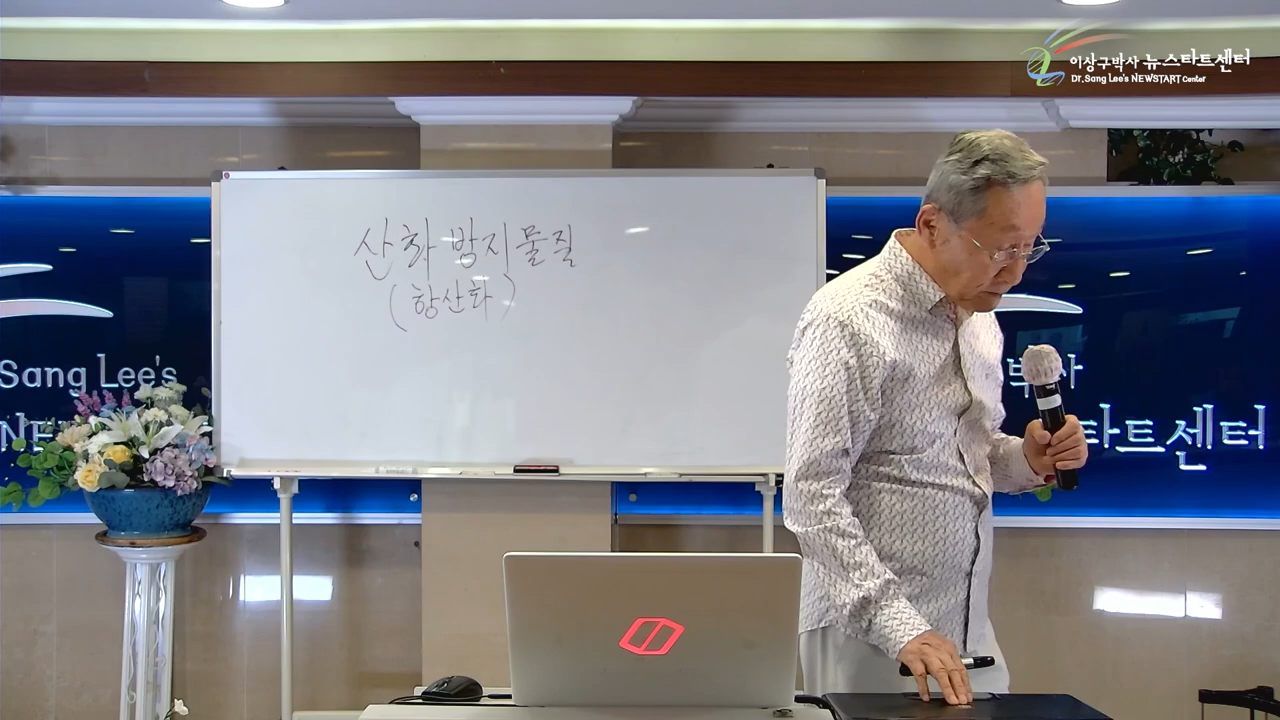 이상구박사 뉴스타트센터
Dr. Sang Lee's NEWSTART Center
산화방지물질
(항산화)
Sang Lee's
NE
박사
타트센터